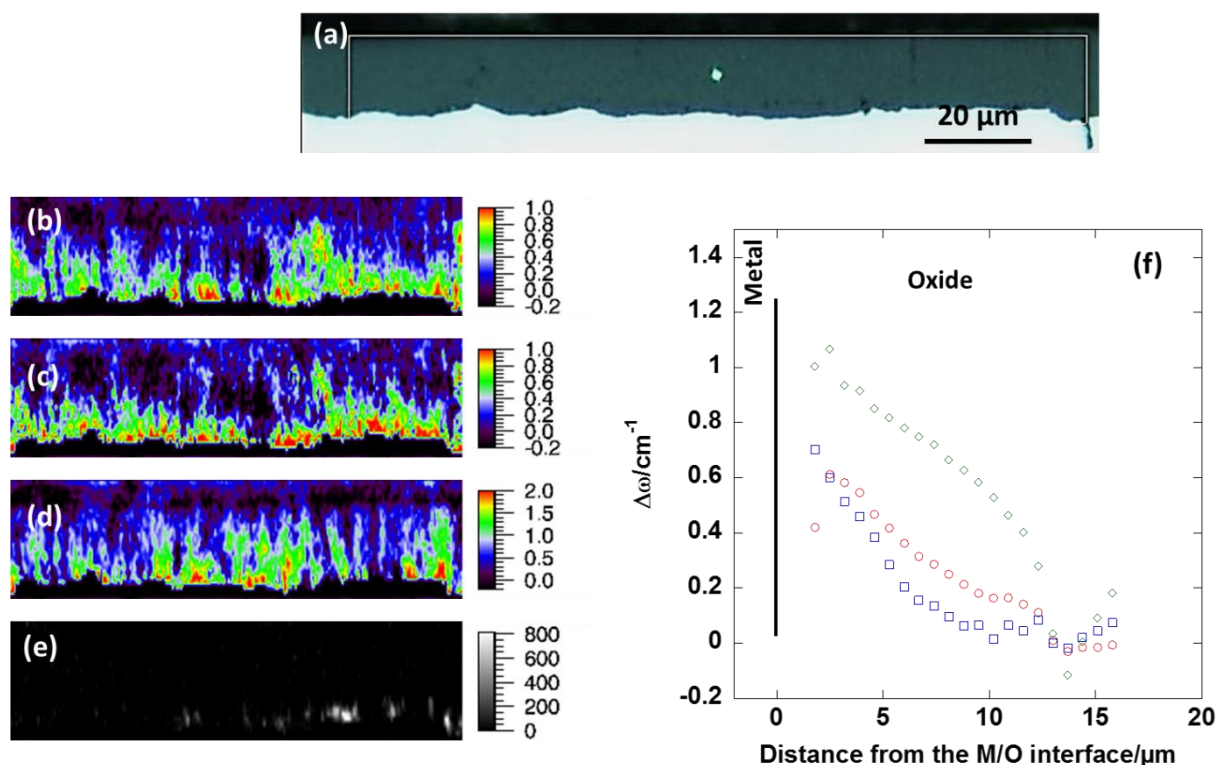 (a)
20 µm
(b)
1.0
0.8
0.6
0.4
0.2
0.0
-0.2
(c)
1.0
0.8
0.6
0.4
0.2
0.0
-0.2
(d)
2.0
1.5
1.0
0.5
0.0
(e)
800
600
400
200
0
(f)
Metal
Oxide
1.4
1.2
1
0.8
0.6
0.4
0.2
0
-0.2
Δω/cm⁻¹
0 5 10 15 20
Distance from the M/O interface/µm